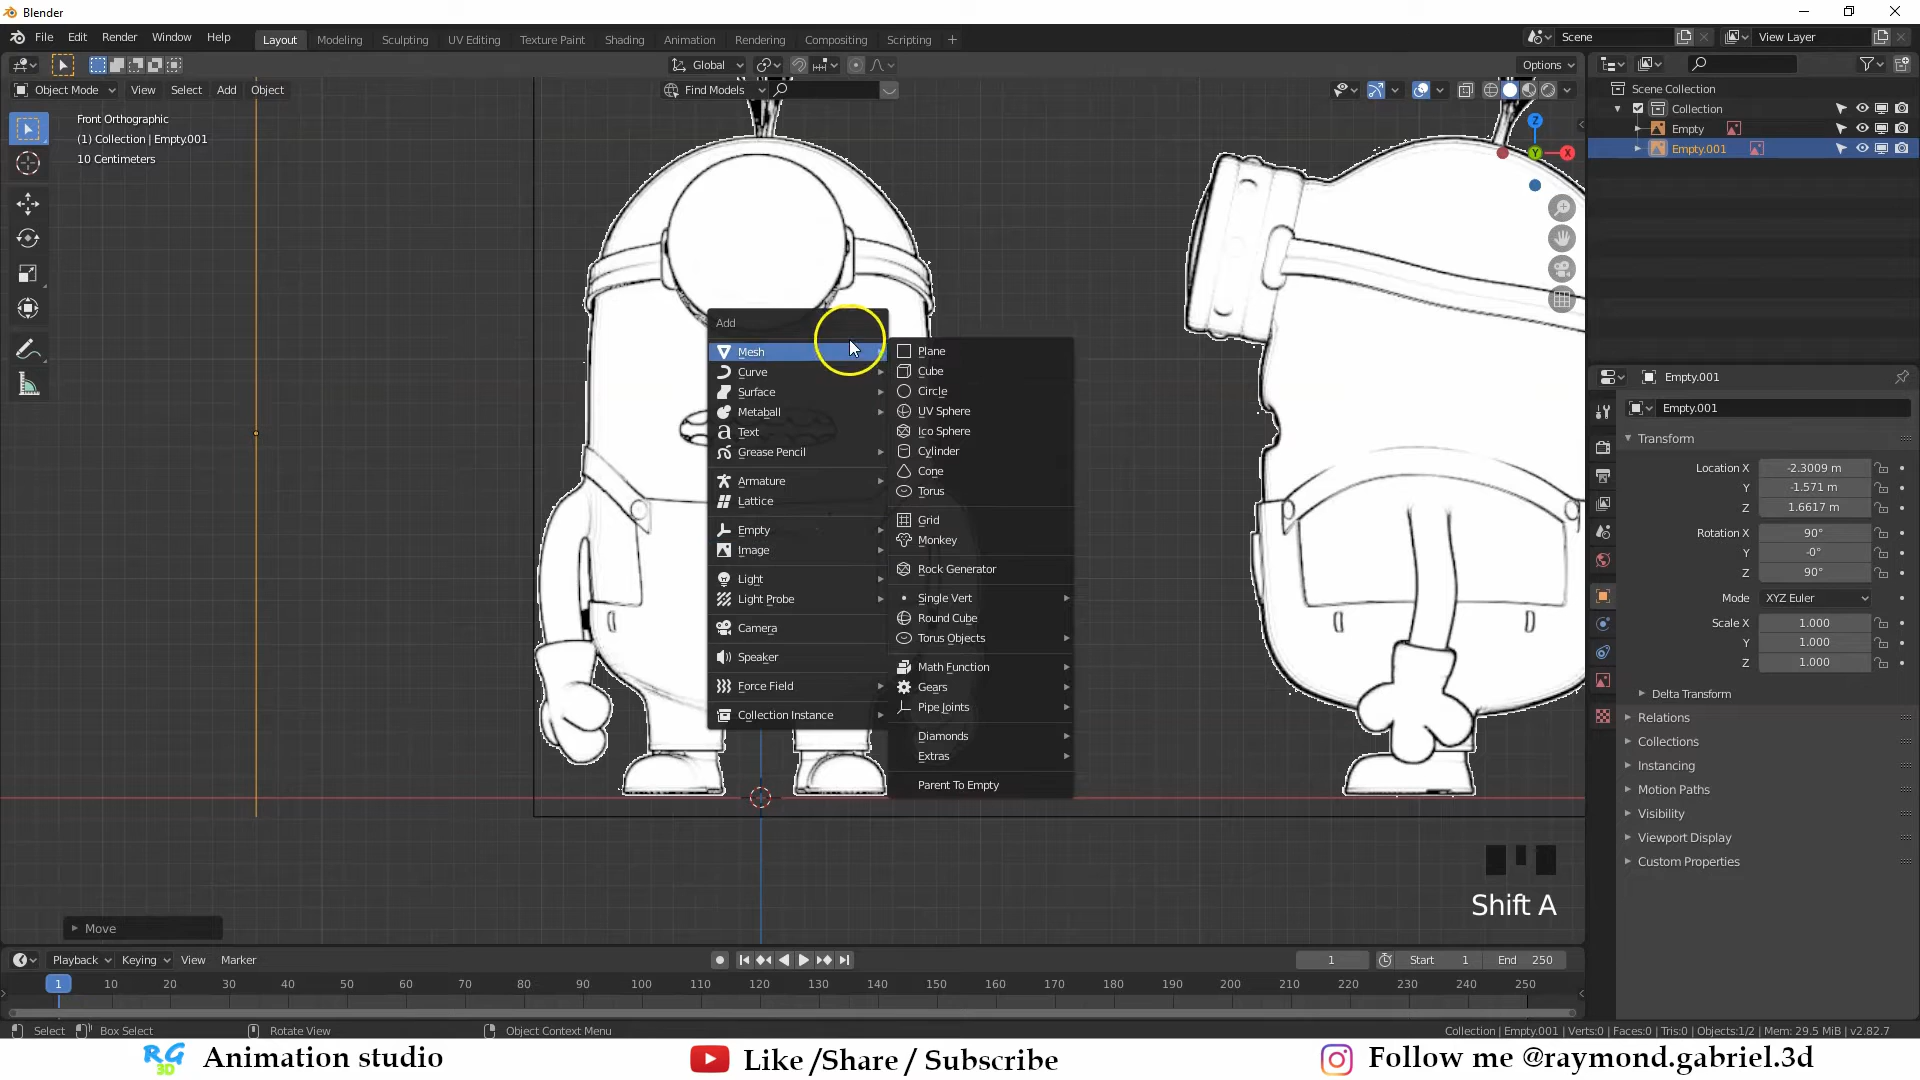 Blender
File Edit Render Window Help
Layout Modeling Sculpting UV Editing Texture Paint Shading Animation Rendering Compositing Scripting +
Scene
View Layer
Global
Options
Object Mode View Select Add Object
Find Models
Front Orthographic
(1) Collection | Empty.001
10 Centimeters
Z
X
Y
Scene Collection
Collection
Empty
Empty.001
Add
Mesh
Curve
Surface
Metaball
Text
Grease Pencil
Armature
Lattice
Empty
Image
Light
Light Probe
Camera
Speaker
Force Field
Collection Instance
Plane
Cube
Circle
UV Sphere
Ico Sphere
Cylinder
Cone
Torus
Grid
Monkey
Rock Generator
Single Vert
Round Cube
Torus Objects
Math Function
Gears
Pipe Joints
Diamonds
Extras
Parent To Empty
Empty.001
Empty.001
Transform
Location X -2.3009 m
Y -1.571 m
Z 1.6617 m
Rotation X 90°
Y -0°
Z 90°
Mode XYZ Euler
Scale X 1.000
Y 1.000
Z 1.000
Delta Transform
Relations
Collections
Instancing
Motion Paths
Visibility
Viewport Display
Custom Properties
Shift A
Move
Playback Keying View Marker
1 Start 1 End 250
1 10 20 30 40 50 60 70 80 90 100 110 120 130 140 150 160 170 180 190 200 210 220 230 240 250
Select Box Select Rotate View Object Context Menu
Collection | Empty.001 | Verts:0 | Faces:0 | Tris:0 | Objects:1/2 | Mem: 29.5 MiB | v2.82.7
RG 3D Animation studio
Like /Share / Subscribe
Follow me @raymond.gabriel.3d